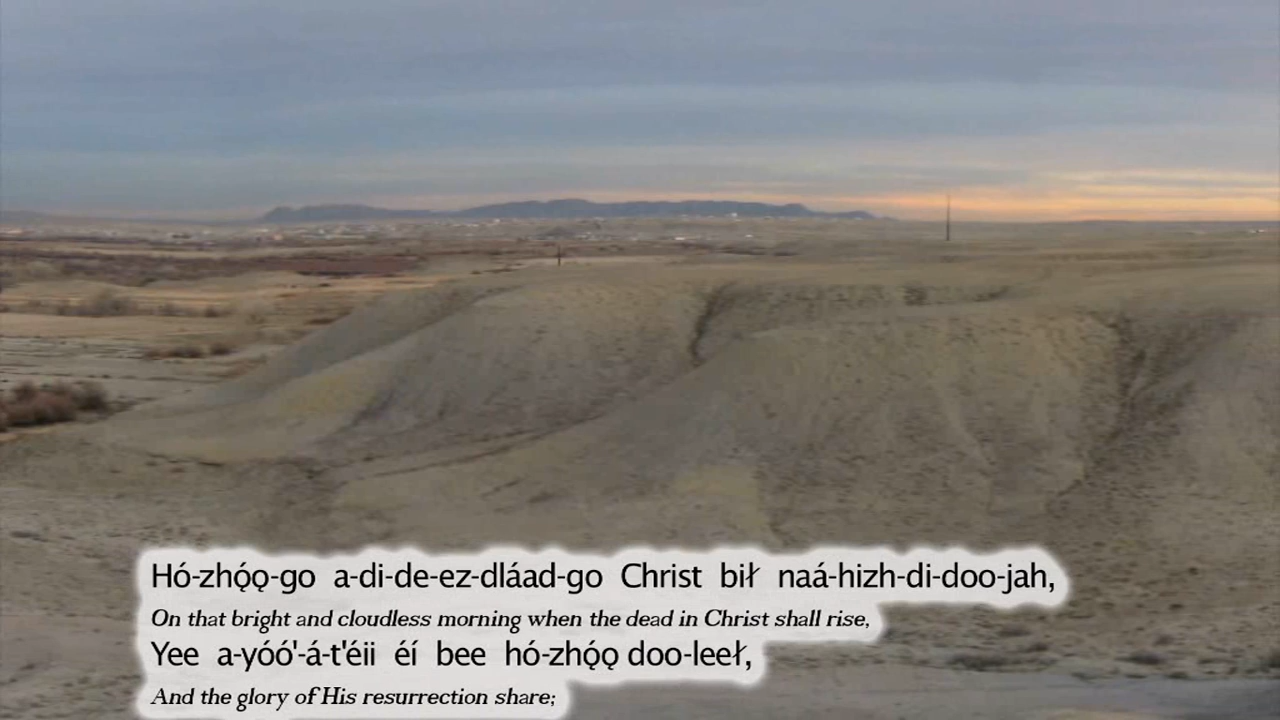 Hó-zhǫ́ǫ-go a-di-de-ez-dláad-go Christ bił naá-hizh-di-doo-jah,
On that bright and cloudless morning when the dead in Christ shall rise,
Yee a-yóó'-á-t'éii éí bee hó-zhǫ́ǫ doo-leeł,
And the glory of His resurrection share;